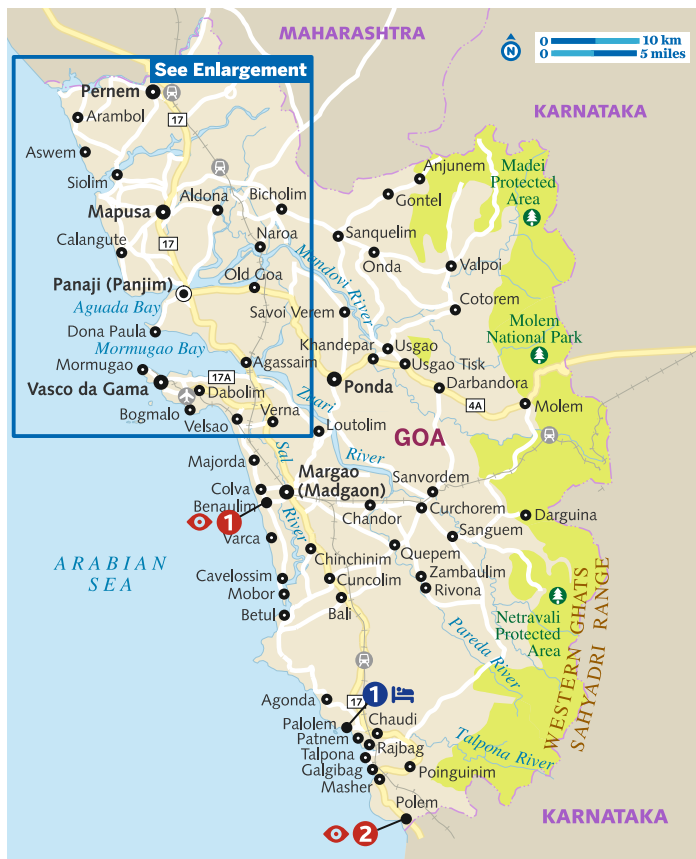 MAHARASHTRA
N
0 10 km
0 5 miles
See Enlargement
Pernem
17
Arambol
KARNATAKA
Aswem
Anjunem
Madei
Protected
Area
Siolim
Gontel
Aldona
Bicholim
Mapusa
Sanquelim
Naroa
17
Calangute
Onda
Valpoi
Mandovi River
Old Goa
Panaji (Panjim)
Aguada Bay
Savoi Verem
Cotorem
Molem
National Park
Dona Paula
Mormugao Bay
Khandepar
Usgao
Agassaim
Usgao Tisk
Mormugao
17A
Vasco da Gama
Dabolim
Ponda
Darbandora
Zuari
River
4A
Molem
Bogmalo
Verna
Velsao
Loutolim
GOA
Sal
River
Majorda
Margao
(Madgaon)
Sanvordem
Colva
Benaulim
1
Chandor
Curchorem
Darguina
Varca
Sanguem
Quepem
ARABIAN
SEA
Chinchinim
Cavelossim
Cuncolim
Zambaulim
Mobor
Rivona
Betul
Bali
Netravali
Protected
Area
WESTERN GHATS
SAHYADRI RANGE
Pareda River
1
Agonda
17
Palolem
Chaudi
Patnem
Rajbag
Talpona River
Talpona
Galgibag
Poinguinim
Masher
Polem
KARNATAKA
2